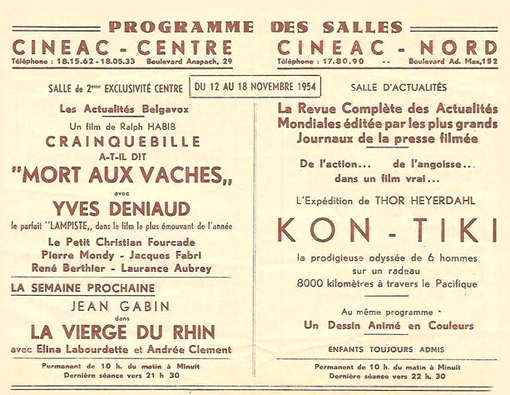 PROGRAMME DES SALLES
CINEAC - CENTRE
Téléphone : 18.15.62 - 18.05.33 Boulevard Anspach, 29
SALLE de 2me EXCLUSIVITÉ CENTRE
DU 12 AU 18 NOVEMBRE 1954
Les Actualités Belgavox
Un film de Ralph HABIB
CRAINQUEBILLE
A-T-IL DIT
"MORT AUX VACHES„
avec
YVES DENIAUD
le parfait "LAMPISTE„ dans le film le plus émouvant de l'année
Le Petit Christian Fourcade
Pierre Mondy - Jacques Fabri
René Berthier - Laurance Aubrey
LA SEMAINE PROCHAINE
JEAN GABIN
dans
LA VIERGE DU RHIN
avec Elina Labourdette et Andrée Clement
Permanent de 10 h. du matin à Minuit
Dernière séance vers 21 h 30
CINEAC - NORD
Téléphone : 17.80.90 -- Boulevard Ad. Max, 152
SALLE D'ACTUALITÉS
La Revue Complète des Actualités
Mondiales éditée par les plus grands
Journaux de la presse filmée
De l'action... de l'angoisse...
dans un film vrai...
L'Expédition de THOR HEYERDAHL
KON - TIKI
la prodigieuse odyssée de 6 hommes
sur un radeau
8000 kilomètres à travers le Pacifique
Au même programme •
Un Dessin Animé en Couleurs
ENFANTS TOUJOURS ADMIS
Permanent de 10 h. du matin à Minuit
Dernière séance vers 22 h. 30